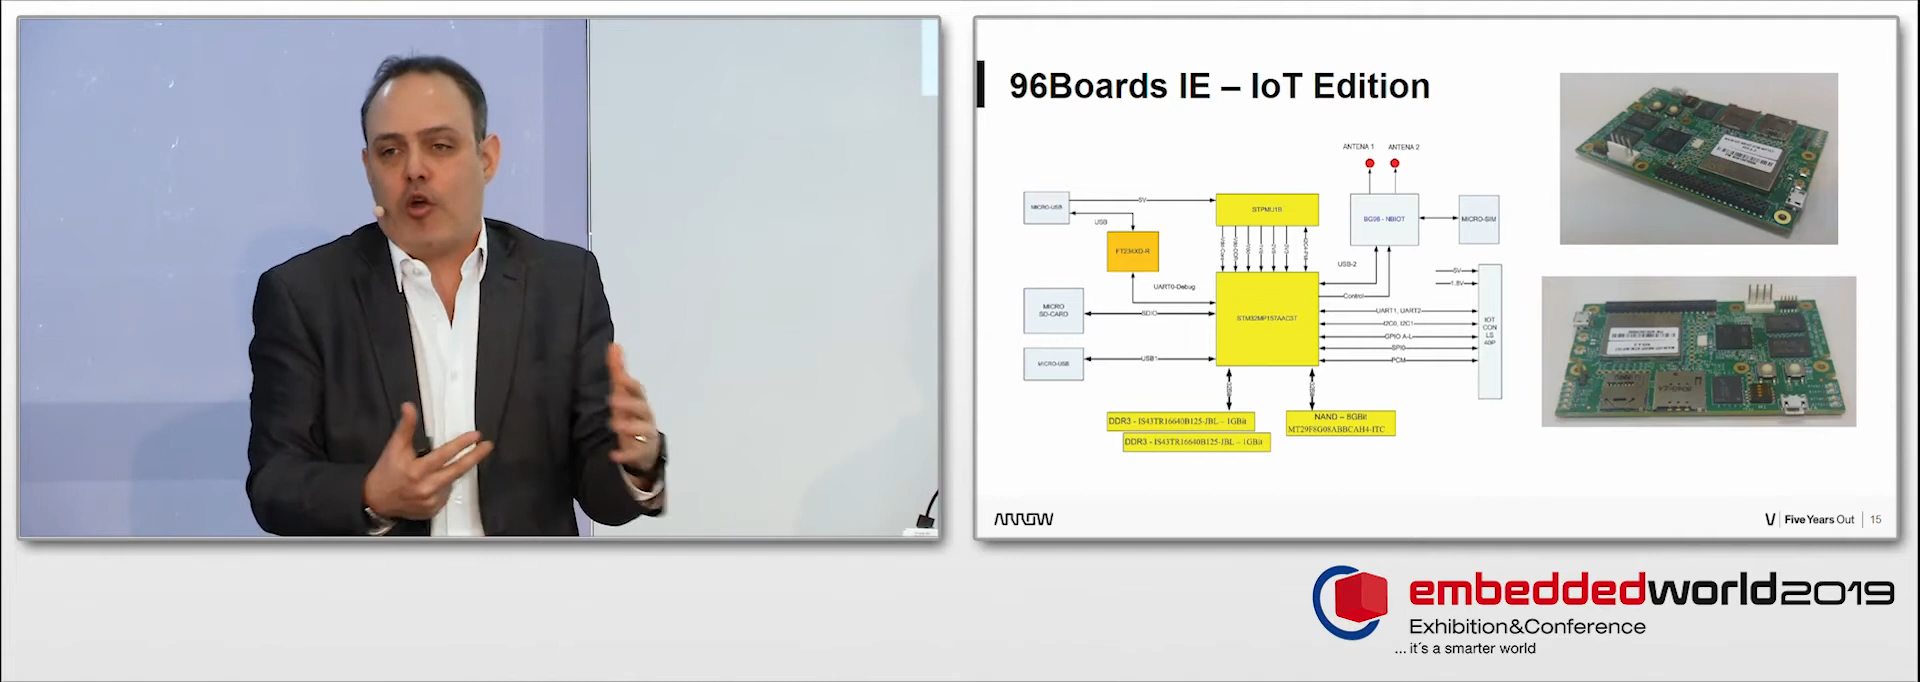 96Boards IE – IoT Edition
ANTENA 1
ANTENA 2
MICRO-USB
5V
STPMU1B
BG96 - NBIOT
MICRO-SIM
USB
FT234XD-R
USB-2
UART0-Debug
Control
5V
1.8V
MICRO
SD-CARD
SDIO
STM32MP157AAC3T
UART1, UART2
I2C0, I2C1
GPIO A-L
SPI0
PCM
IOT
CON
LS
40P
MICRO-USB
USB1
DDR3 - IS43TR16640B125-JBL – 1GBit
DDR3 - IS43TR16640B125-JBL – 1GBit
NAND – 8GBit
MT29F8G08ABBCAH4-ITC
ARROW
Five Years Out
15
embeddedworld2019
Exhibition&Conference
... it´s a smarter world